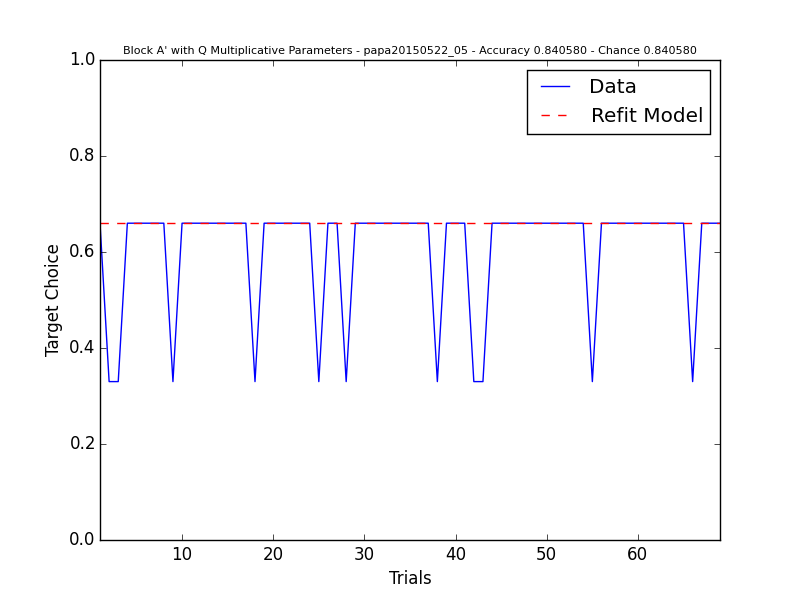 Block A' with Q Multiplicative Parameters - papa20150522_05 - Accuracy 0.840580 - Chance 0.840580
1.0
0.8
0.6
0.4
0.2
0.0
Target Choice
Data
Refit Model
10 20 30 40 50 60
Trials